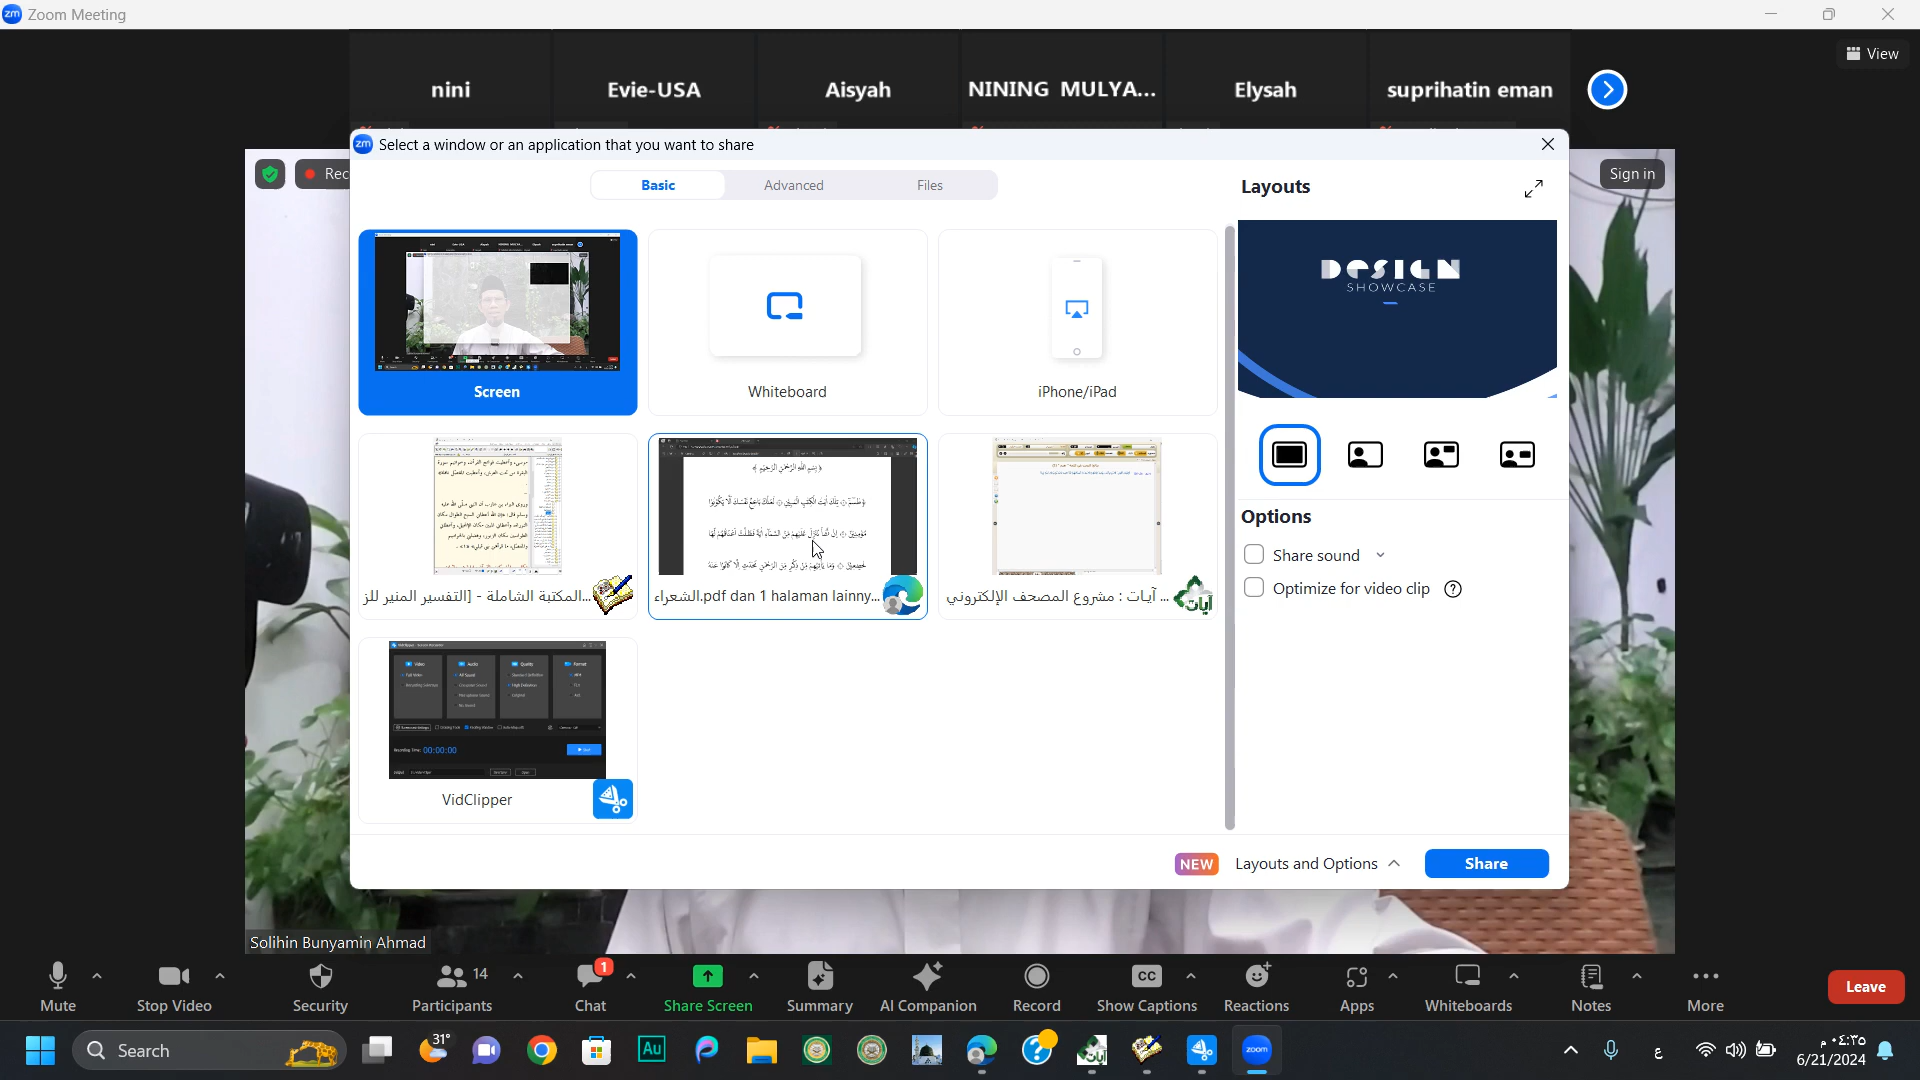 Zoom Meeting
View
nini
Evie-USA
Aisyah
NINING MULYA...
Elysah
suprihatin eman
Select a window or an application that you want to share
Rec
Sign in
Basic
Advanced
Files
Layouts
DESIGN
SHOWCASE
Screen
Whiteboard
iPhone/iPad
المكتبة الشاملة - [التفسير المنير للز...
الشعراء.pdf dan 1 halaman lainny...
آيـات : مشروع المصحف الإلكتروني ...
VidClipper
Options
Share sound
Optimize for video clip
NEW
Layouts and Options
Share
Solihin Bunyamin Ahmad
Mute
Stop Video
Security
14
Participants
1
Chat
Share Screen
Summary
AI Companion
Record
CC
Show Captions
Reactions
Apps
Whiteboards
Notes
More
Leave
Search
31°
Au
zoom
ع
٠٤:٣٥ م
6/21/2024